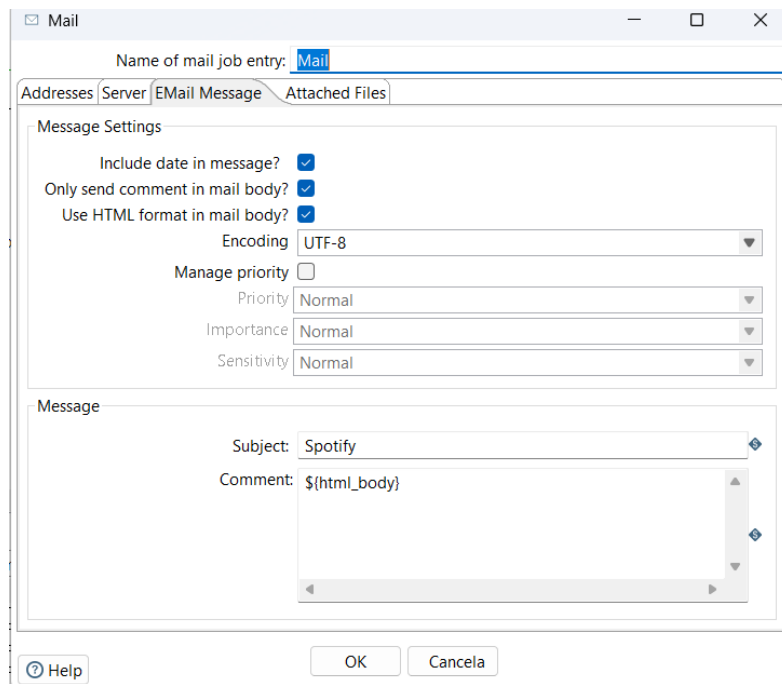 Mail
Name of mail job entry: Mail
Addresses Server EMail Message Attached Files
Message Settings
Include date in message?
Only send comment in mail body?
Use HTML format in mail body?
Encoding UTF-8
Manage priority
Priority Normal
Importance Normal
Sensitivity Normal
Message
Subject: Spotify
Comment: ${html_body}
Help OK Cancela